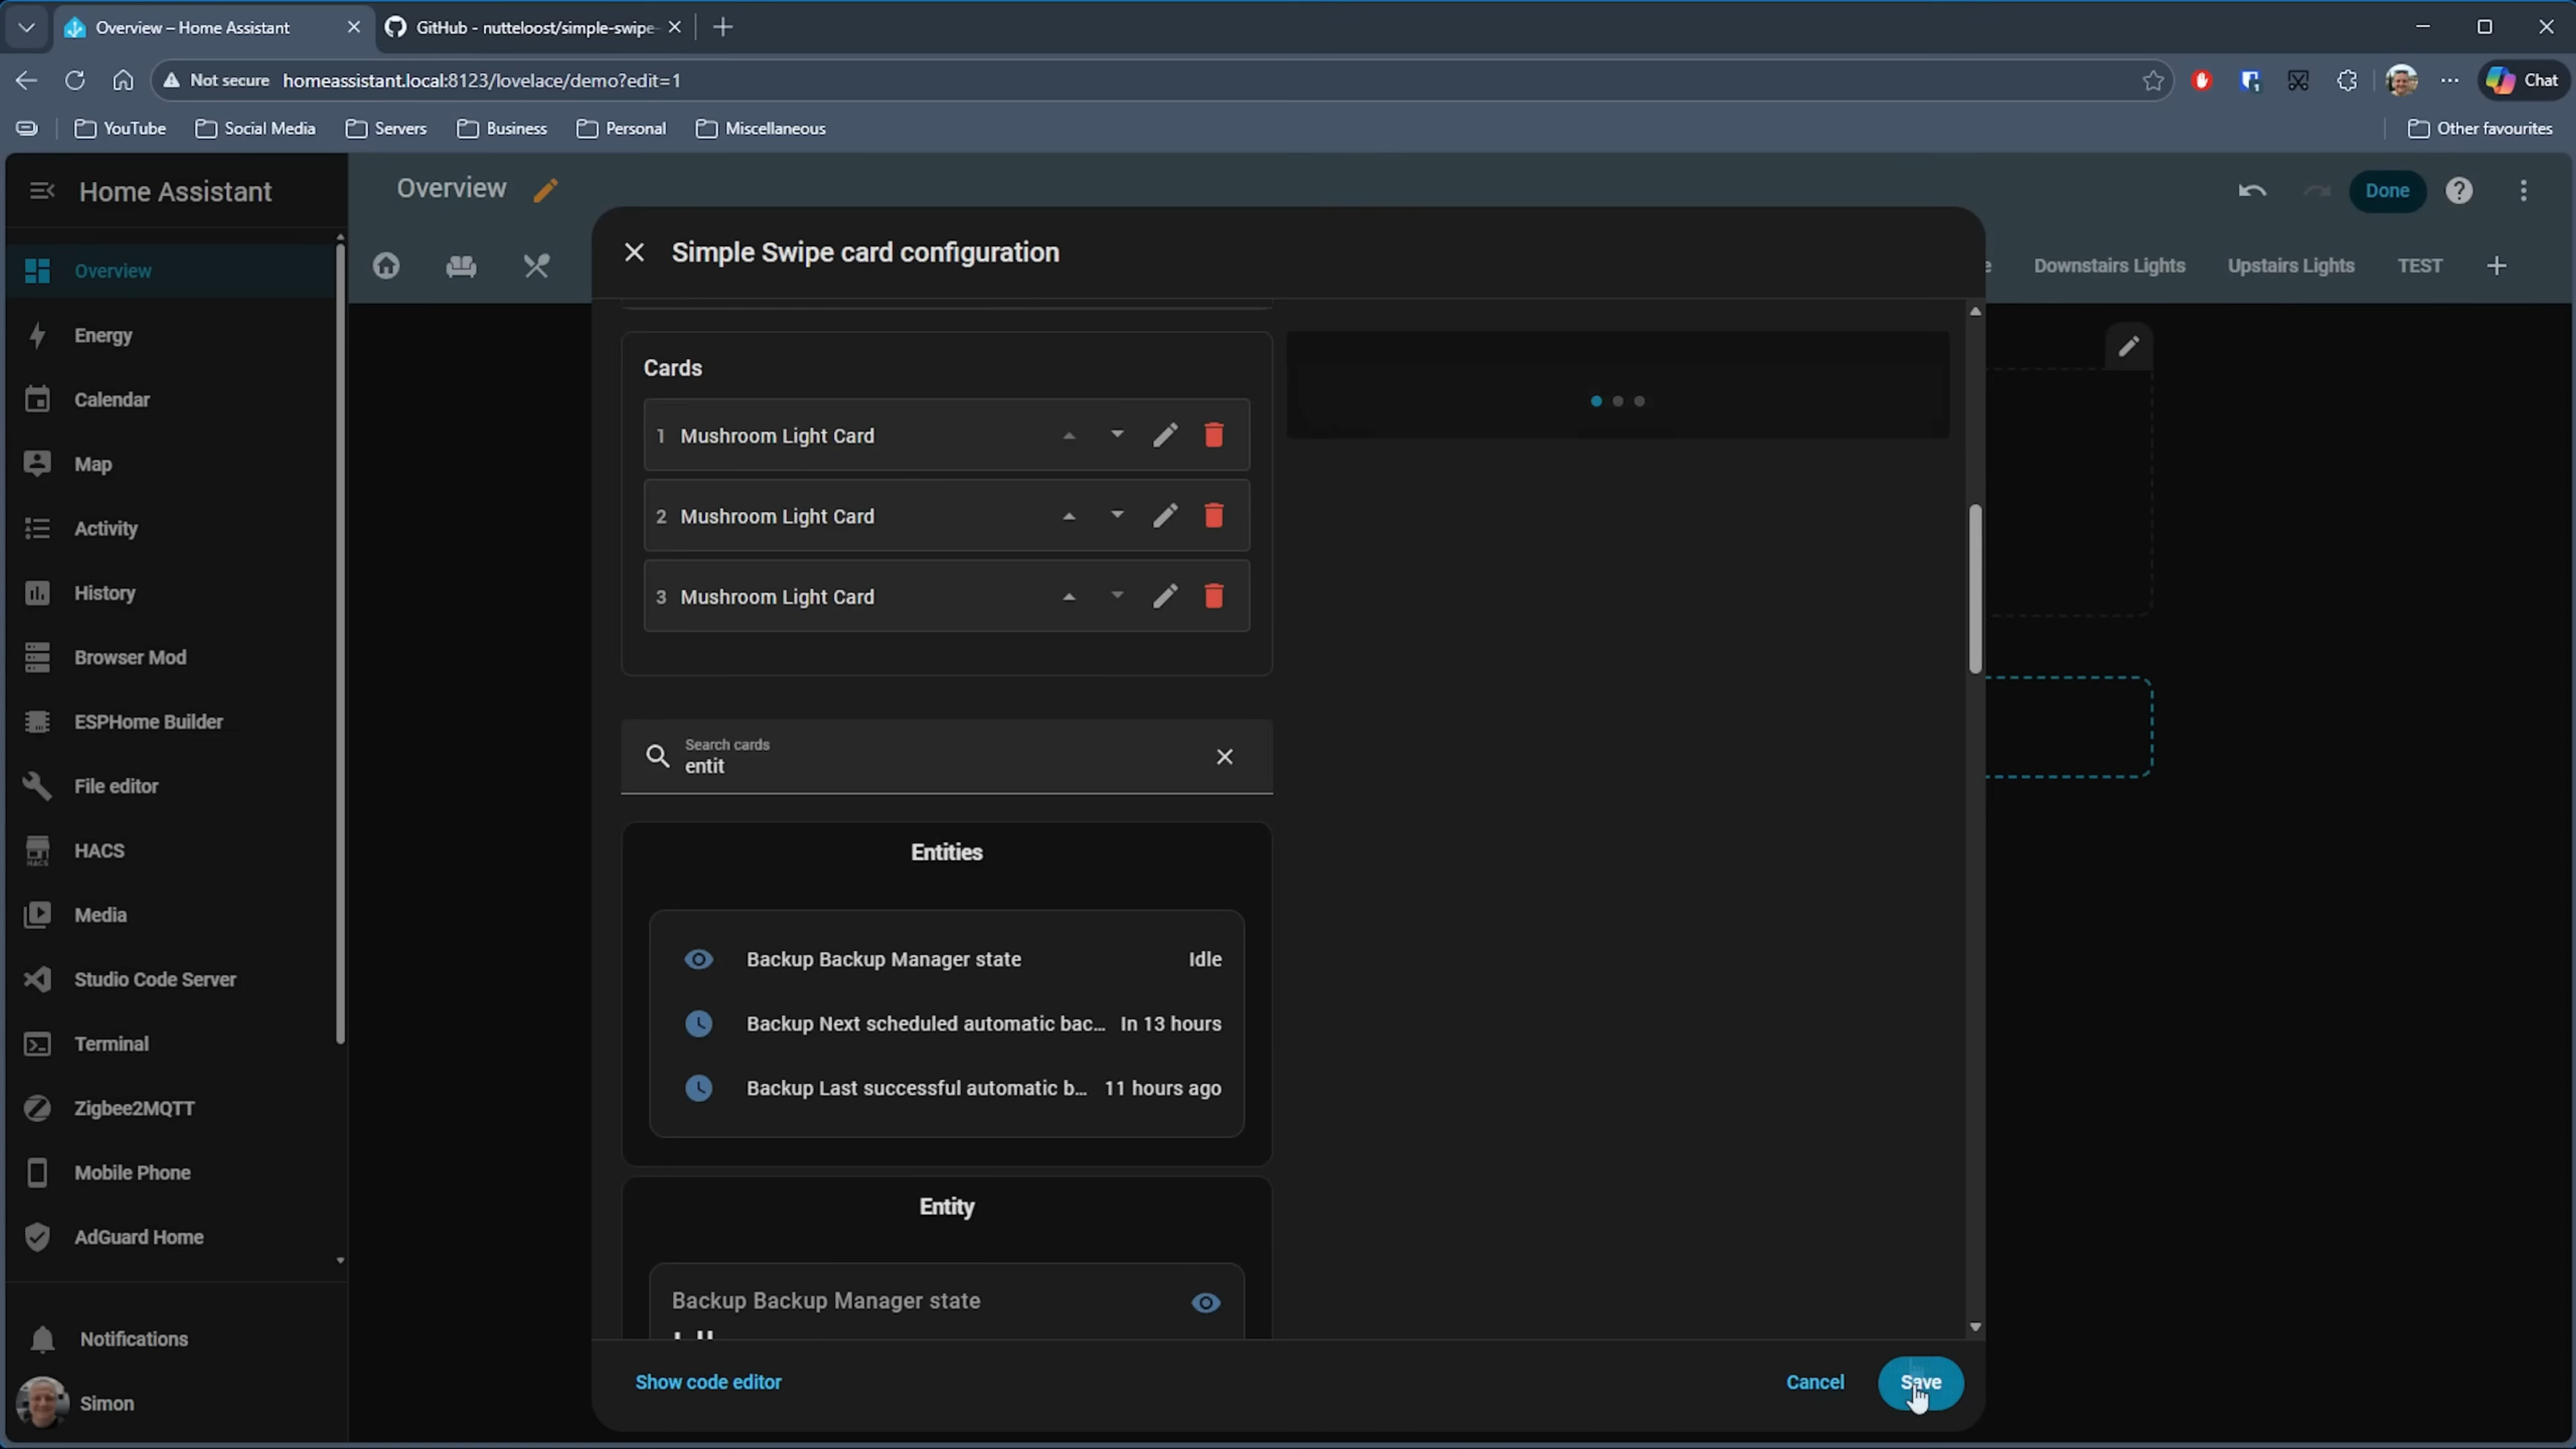 Overview – Home Assistant
GitHub - nutteloost/simple-swipe-
Not secure homeassistant.local:8123/lovelace/demo?edit=1
Chat
YouTube
Social Media
Servers
Business
Personal
Miscellaneous
Other favourites
Home Assistant
Overview
Done
Downstairs Lights
Upstairs Lights
TEST
Overview
Energy
Calendar
Map
Activity
History
Browser Mod
ESPHome Builder
File editor
HACS
HACS
Media
Studio Code Server
Terminal
Zigbee2MQTT
Mobile Phone
AdGuard Home
Notifications
Simon
Simple Swipe card configuration
Cards
1 Mushroom Light Card
2 Mushroom Light Card
3 Mushroom Light Card
Search cards
entit
Entities
Backup Backup Manager state Idle
Backup Next scheduled automatic bac... In 13 hours
Backup Last successful automatic b... 11 hours ago
Entity
Backup Backup Manager state
Show code editor
Cancel
Save